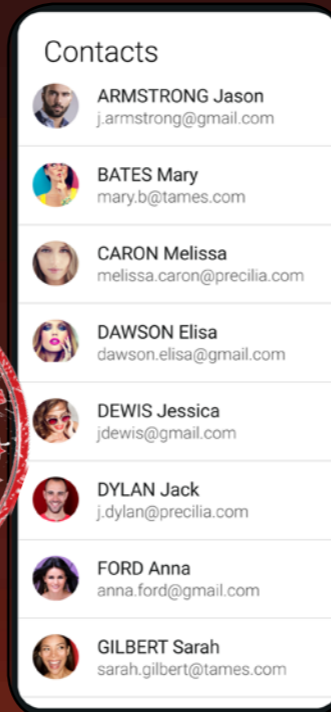 Contacts
ARMSTRONG Jason
j.armstrong@gmail.com
BATES Mary
mary.b@tames.com
CARON Melissa
melissa.caron@precilia.com
DAWSON Elisa
dawson.elisa@gmail.com
DEWIS Jessica
jdewis@gmail.com
DYLAN Jack
j.dylan@precilia.com
FORD Anna
anna.ford@gmail.com
GILBERT Sarah
sarah.gilbert@tames.com